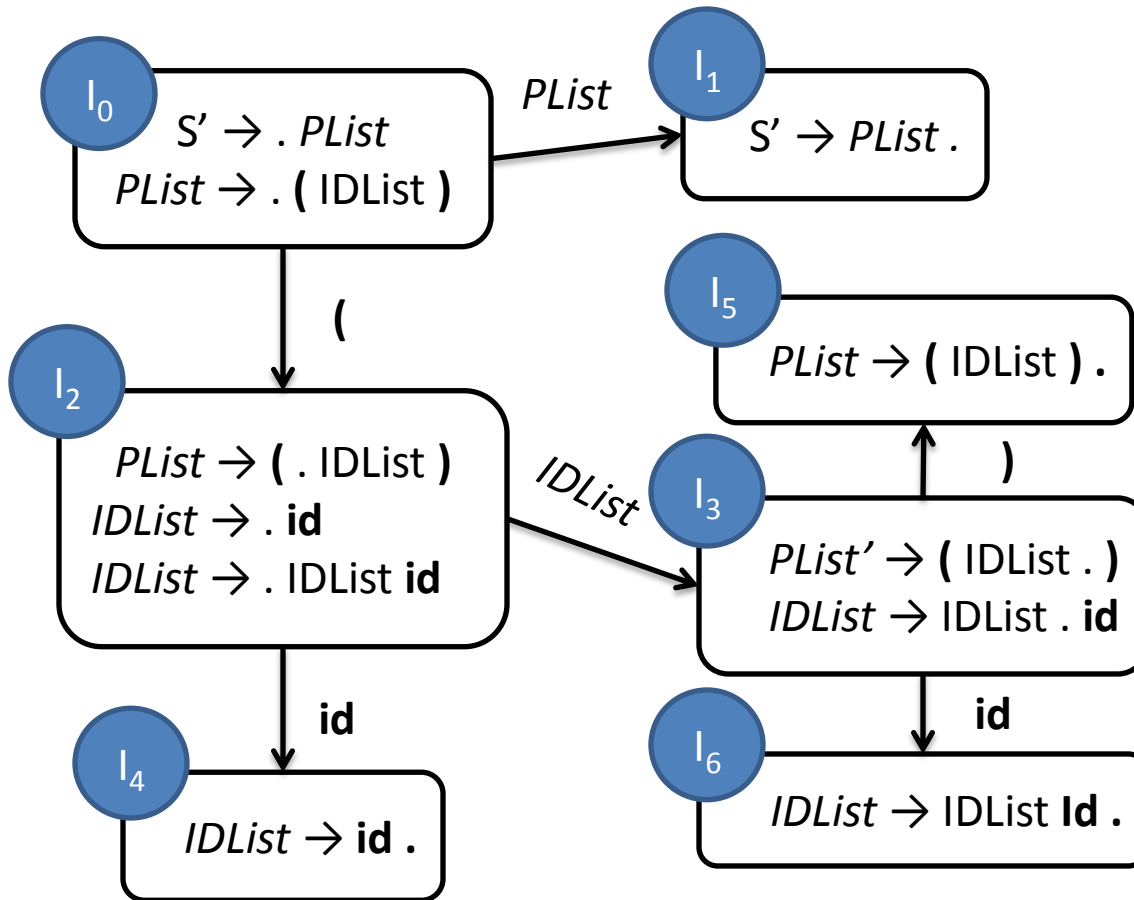 I0
S’ → . PList
PList → . ( IDList )
PList
I1
S’ → PList .
(
I2
PList → ( . IDList )
IDList → . id
IDList → . IDList id
IDList
I5
PList → ( IDList ) .
)
I3
PList’ → ( IDList . )
IDList → IDList . id
id
I4
IDList → id .
id
I6
IDList → IDList Id .